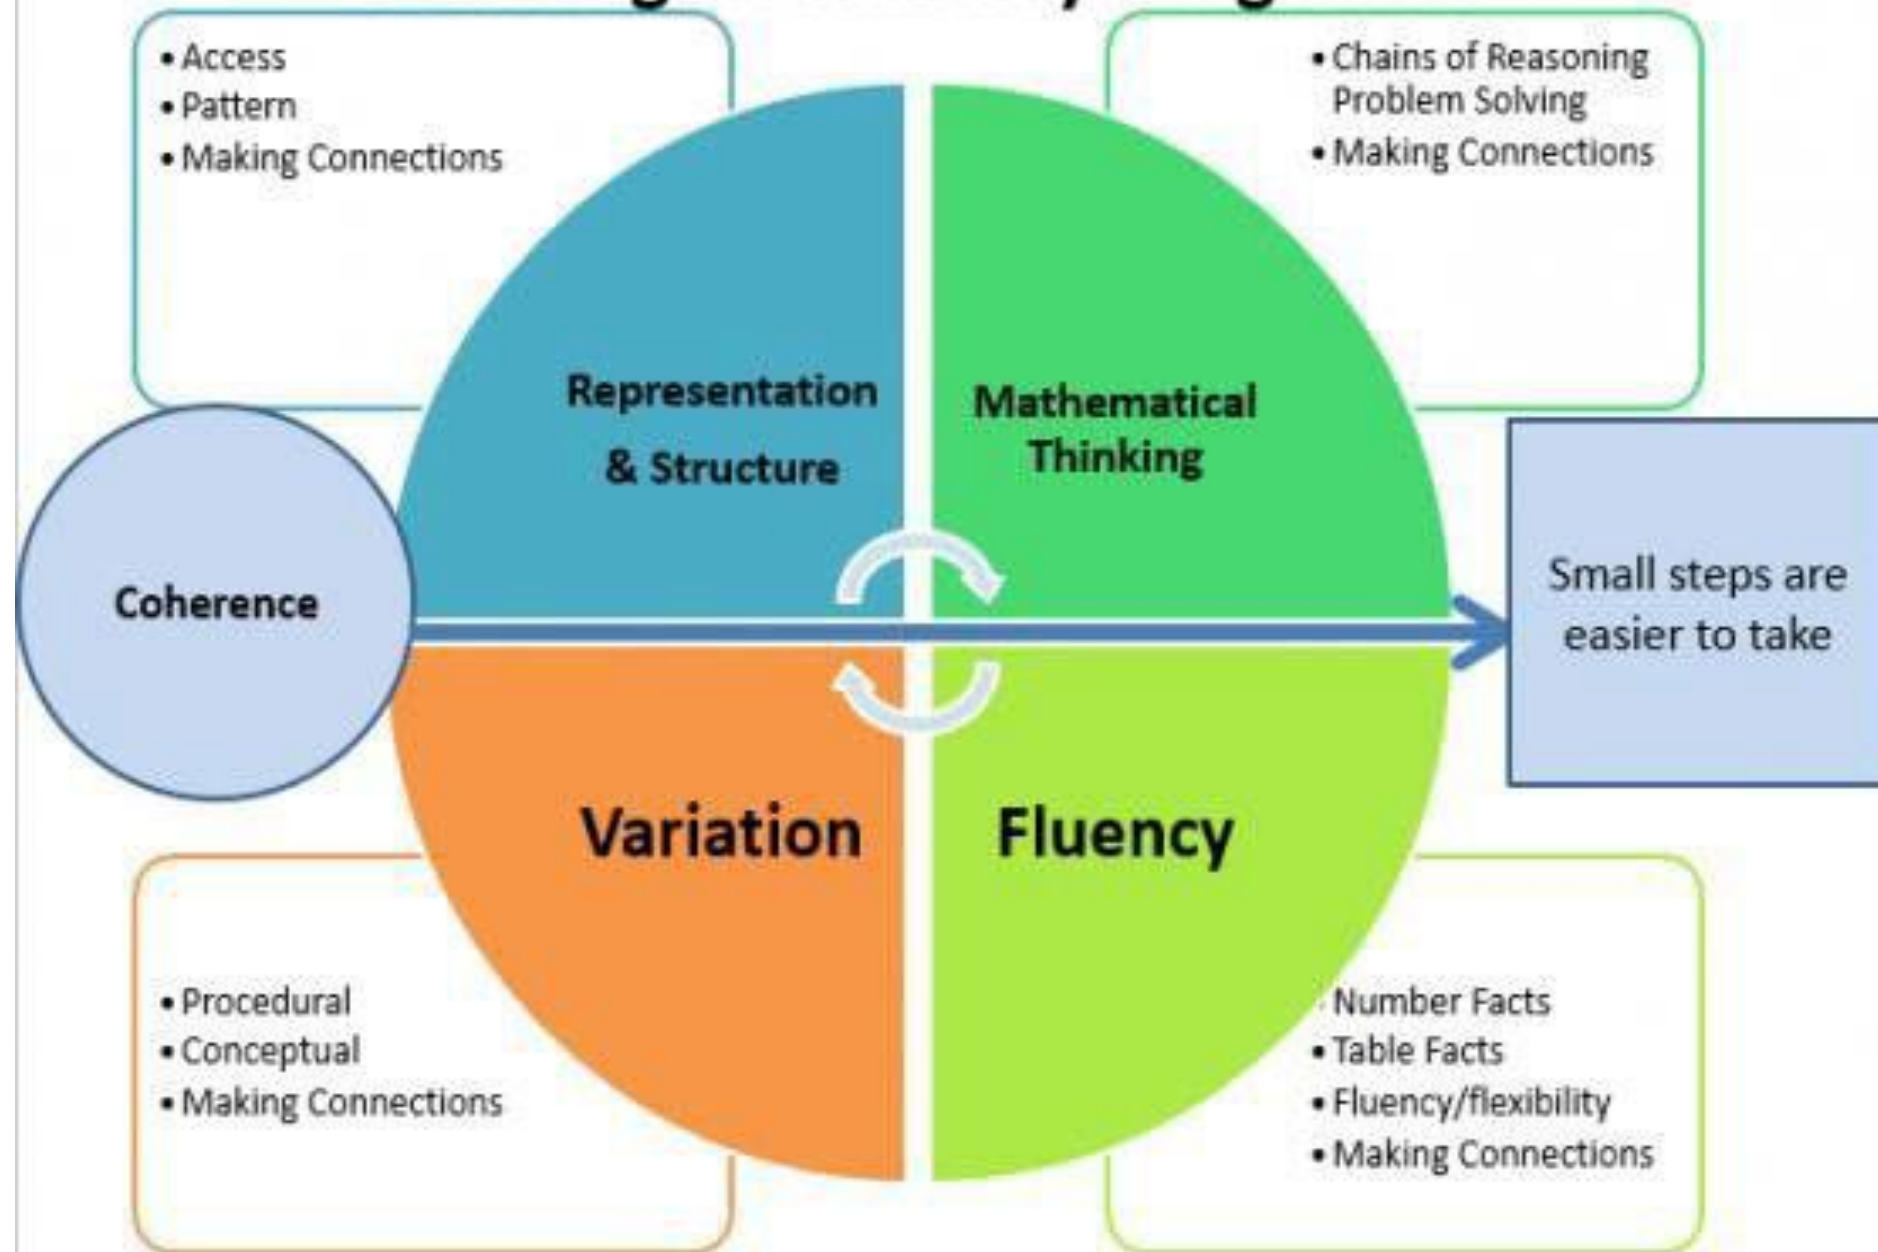 • Access
• Pattern
• Making Connections
• Chains of Reasoning
Problem Solving
• Making Connections
Representation
& Structure
Mathematical
Thinking
Coherence
Small steps are
easier to take
Variation
Fluency
• Procedural
• Conceptual
• Making Connections
Number Facts
• Table Facts
• Fluency/flexibility
• Making Connections